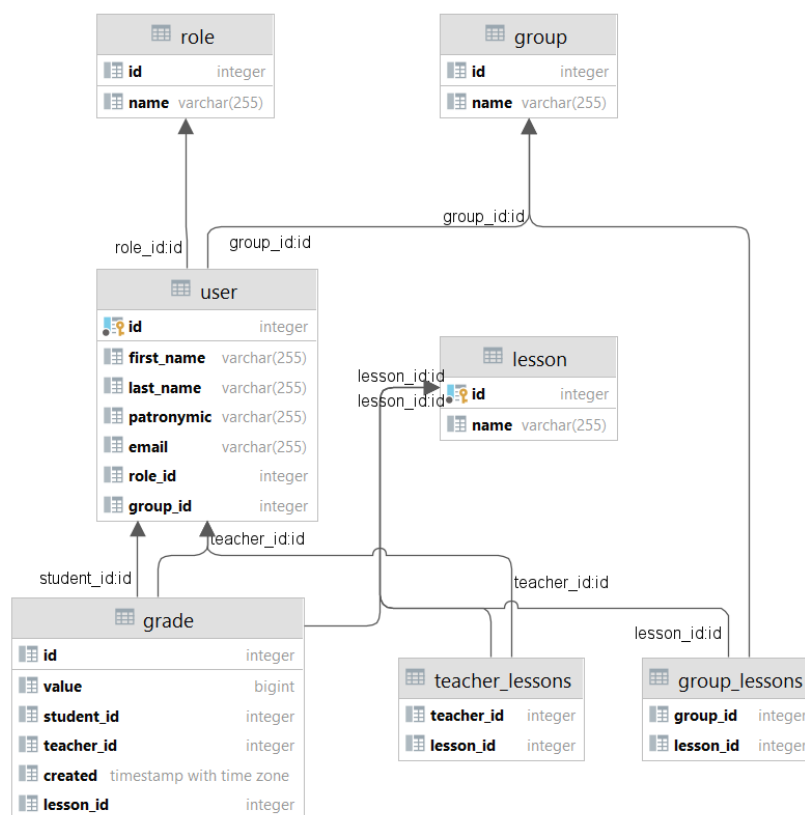 role
id integer
name varchar(255)
group
id integer
name varchar(255)
role_id:id
group_id:id
group_id:id
user
id integer
first_name varchar(255)
last_name varchar(255)
patronymic varchar(255)
email varchar(255)
role_id integer
group_id integer
lesson
id integer
name varchar(255)
lesson_id:id
lesson_id:id
teacher_id:id
student_id:id
teacher_id:id
lesson_id:id
grade
id integer
value bigint
student_id integer
teacher_id integer
created timestamp with time zone
lesson_id integer
teacher_lessons
teacher_id integer
lesson_id integer
group_lessons
group_id integer
lesson_id integer